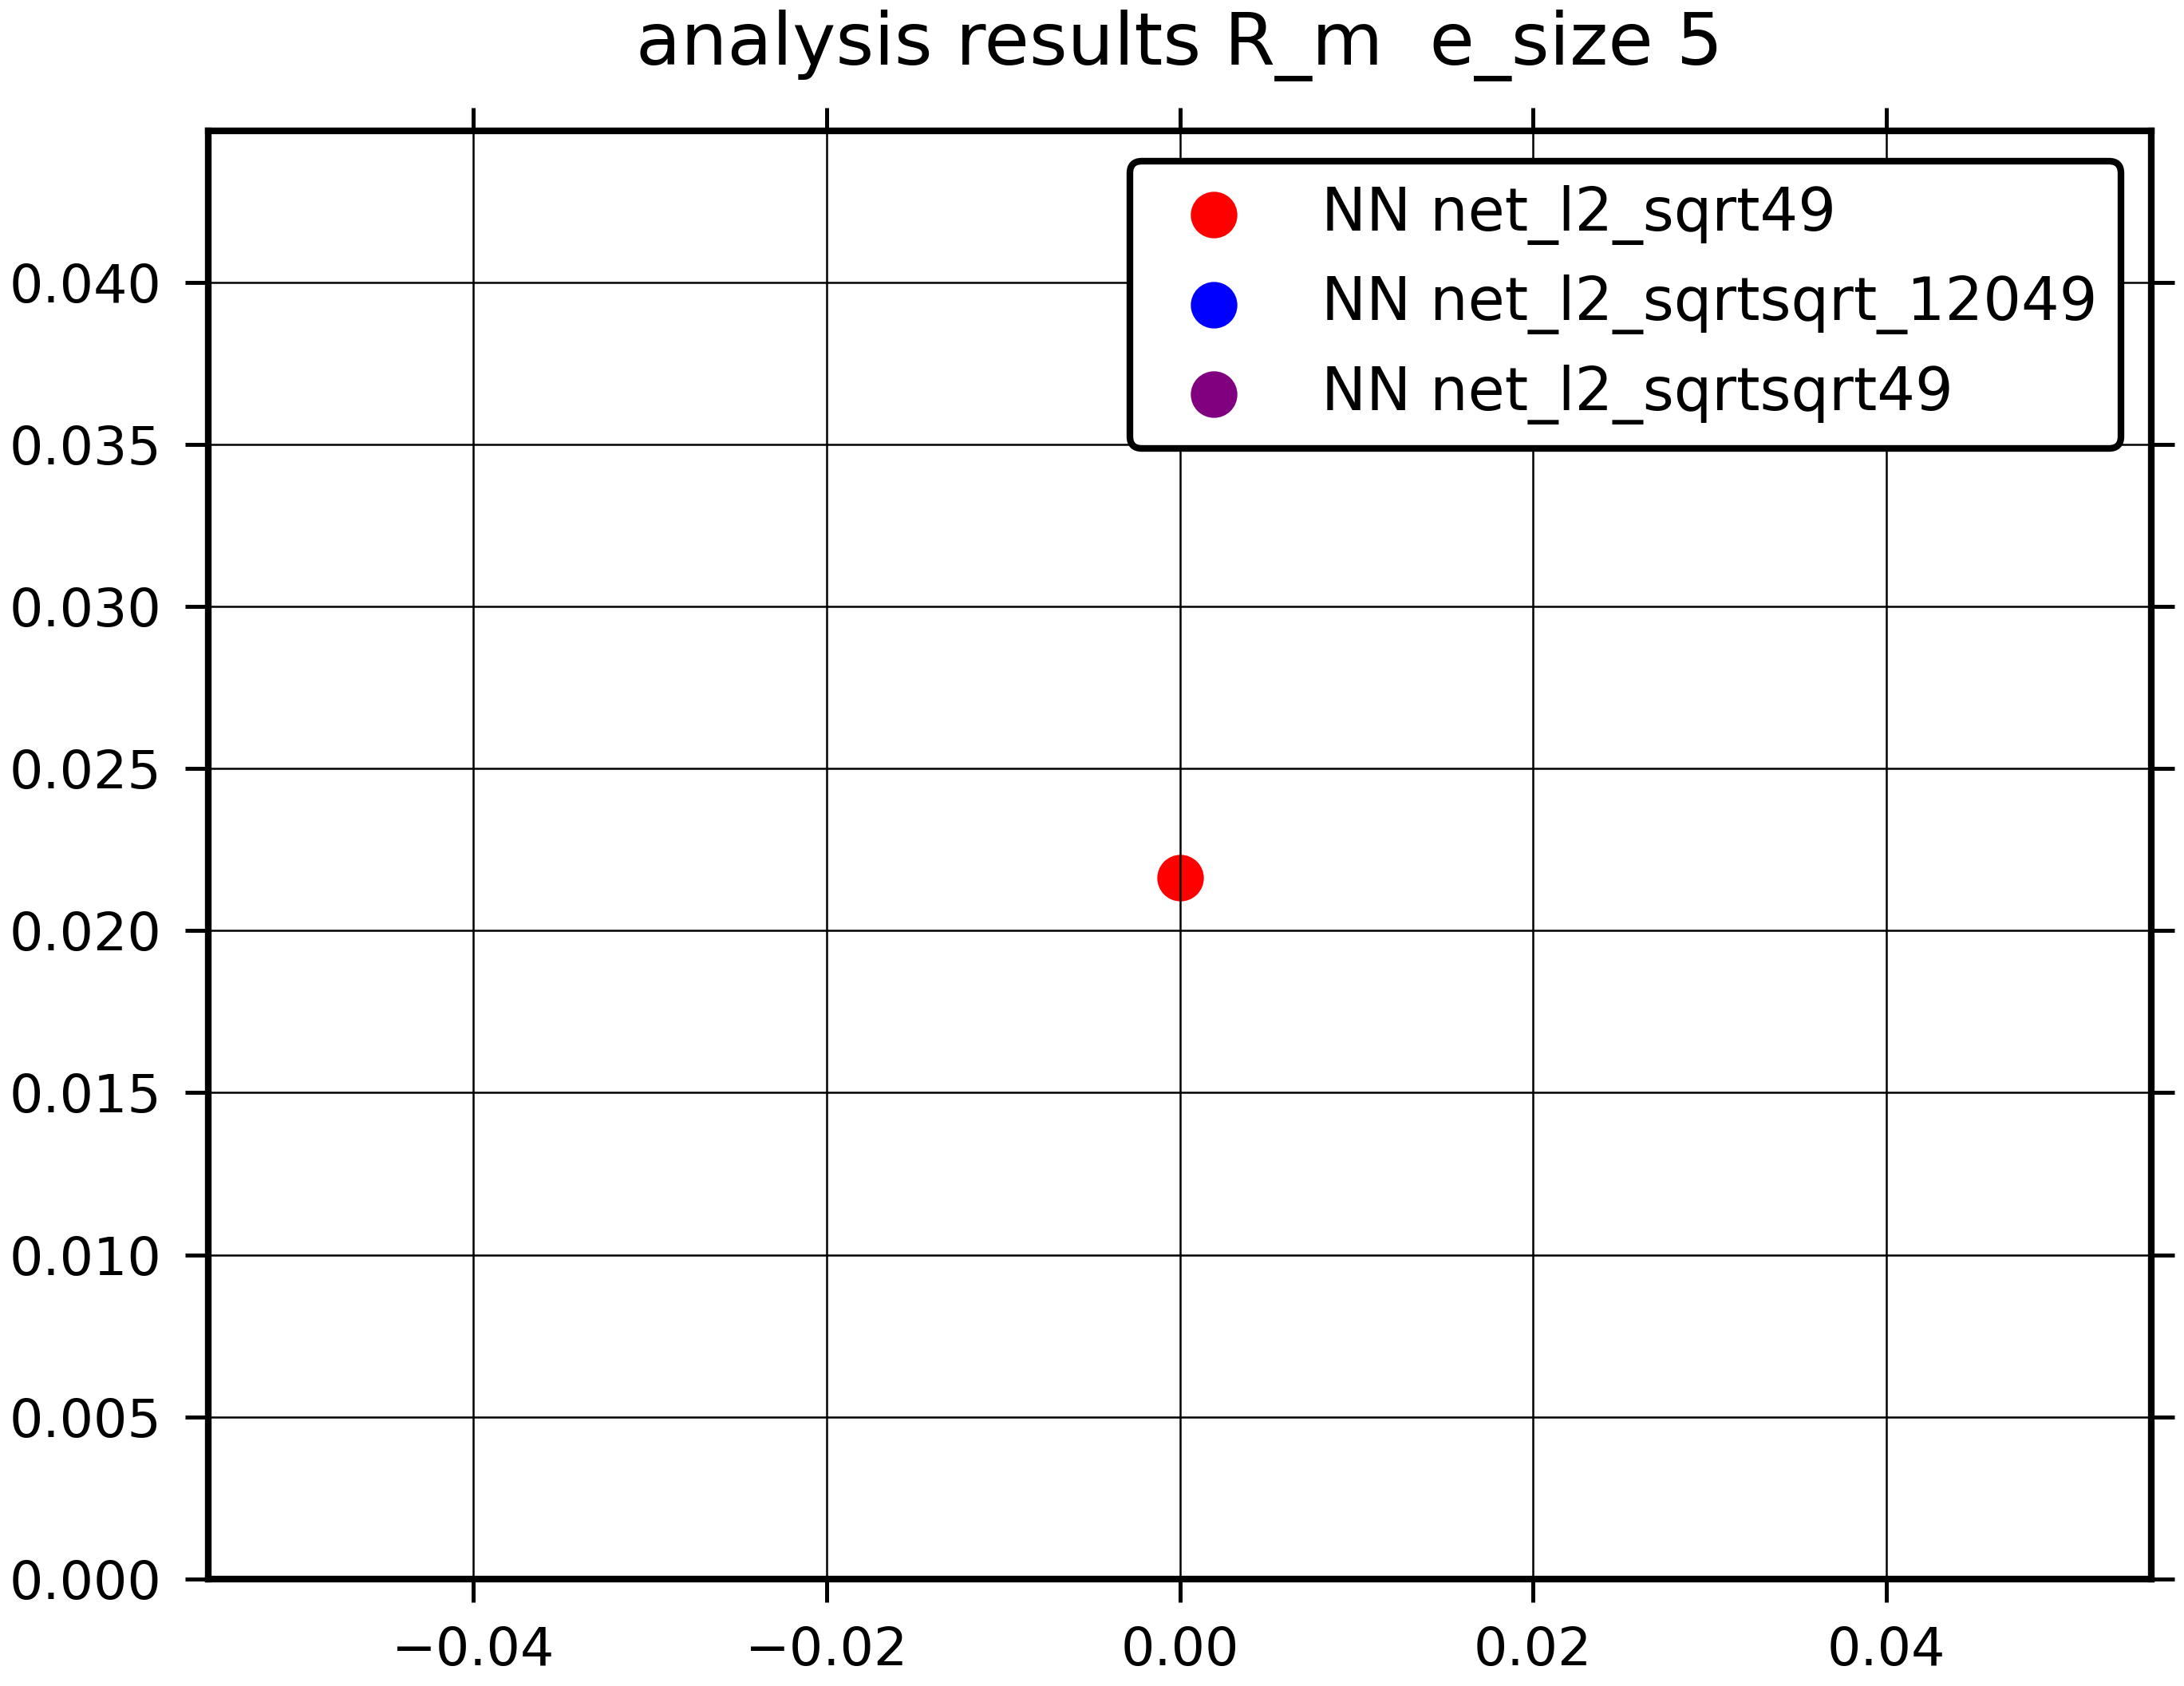 analysis results R_m  e_size 5
NN net_l2_sqrt49
NN net_l2_sqrtsqrt_12049
NN net_l2_sqrtsqrt49
0.040
0.035
0.030
0.025
0.020
0.015
0.010
0.005
0.000
−0.04 −0.02 0.00 0.02 0.04